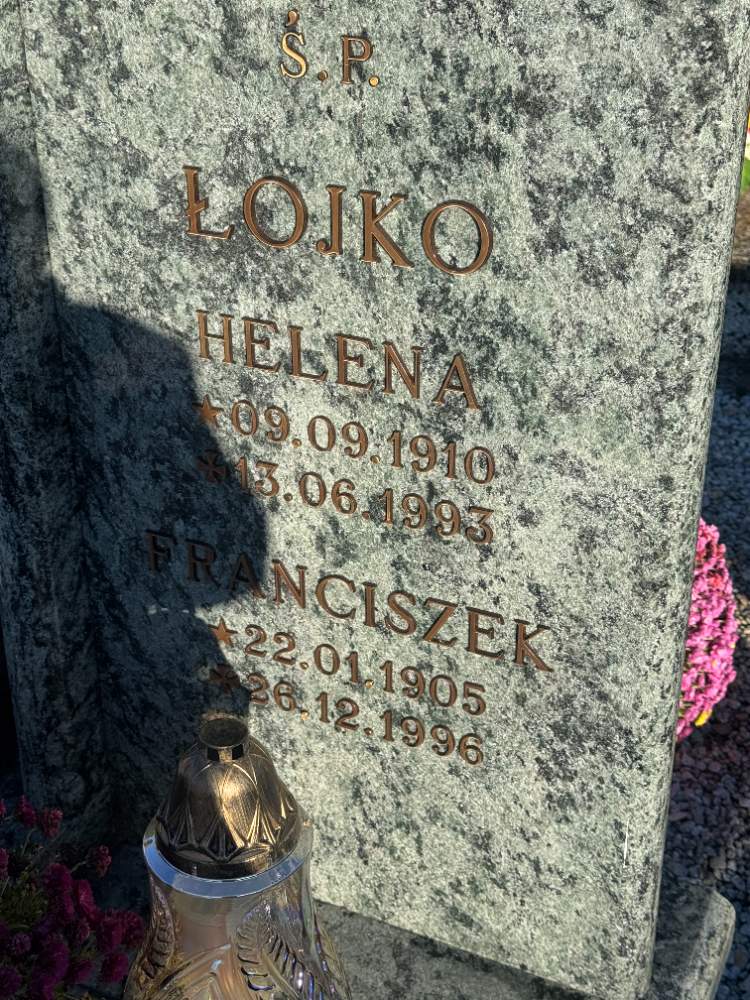 Ś.P.
ŁOJKO
HELENA
★09.09.1910
✠13.06.1993
FRANCISZEK
★22.01.1905
✠26.12.1996